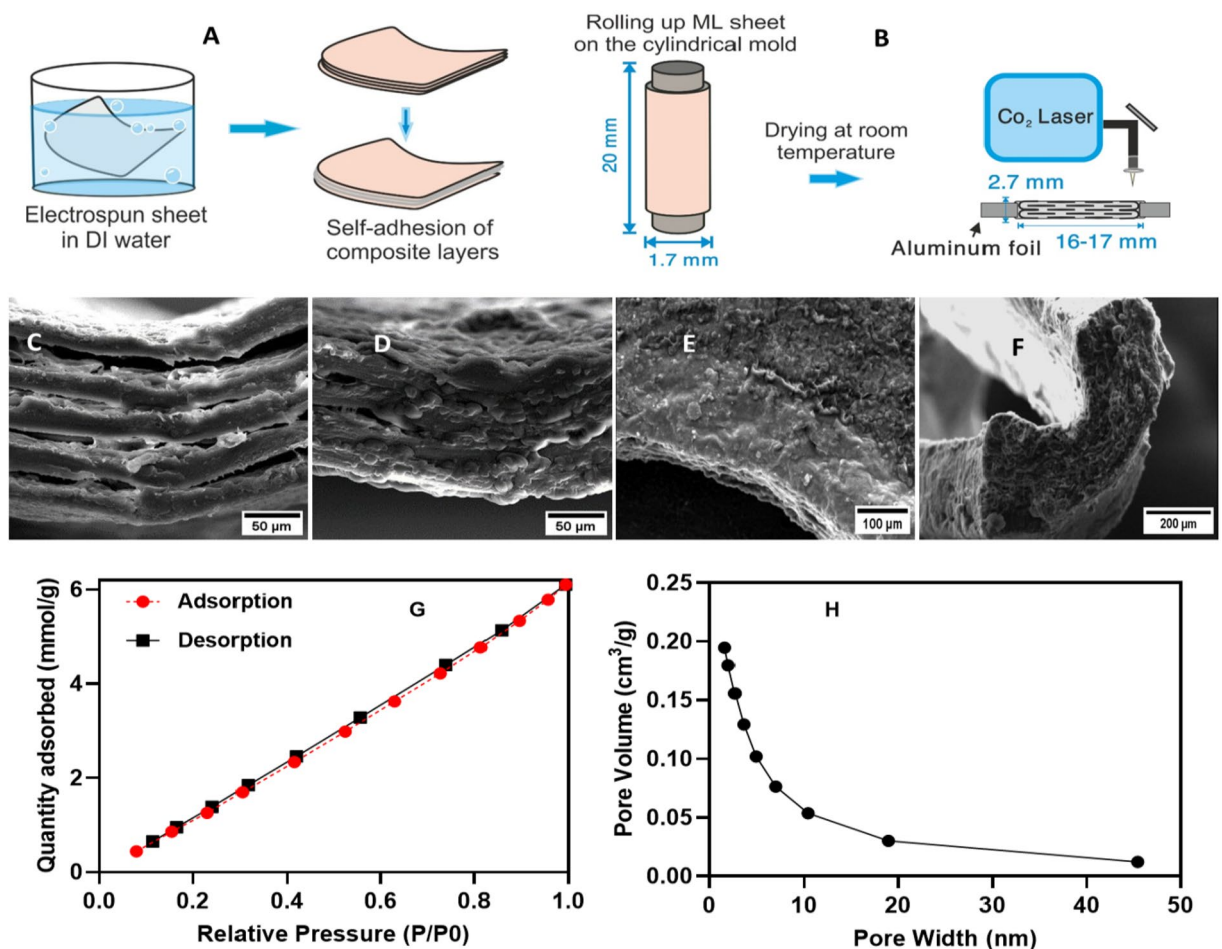 A
Electrospun sheet
in DI water
Self-adhesion of
composite layers
Rolling up ML sheet
on the cylindrical mold
20 mm
1.7 mm
Drying at room
temperature
B
Co₂ Laser
2.7 mm
Aluminum foil
16-17 mm
C
50 µm
D
50 µm
E
100 µm
F
200 µm
G
Adsorption
Desorption
Quantity adsorbed (mmol/g)
6
4
2
0
0.0 0.2 0.4 0.6 0.8 1.0
Relative Pressure (P/P0)
H
Pore Volume (cm³/g)
0.25
0.20
0.15
0.10
0.05
0.00
0 10 20 30 40 50
Pore Width (nm)